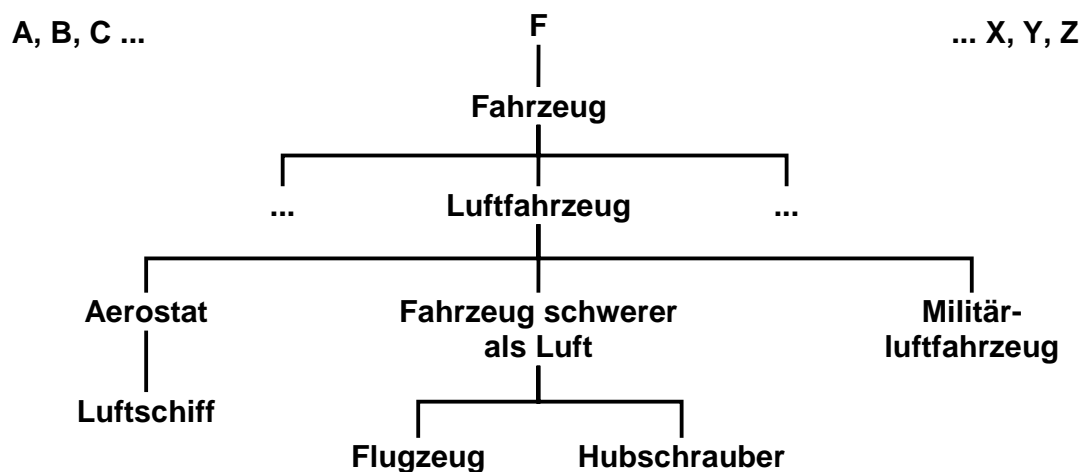 A, B, C ...
F
... X, Y, Z
Fahrzeug
...
Luftfahrzeug
...
Aerostat
Fahrzeug schwerer
als Luft
Militär-
luftfahrzeug
Luftschiff
Flugzeug
Hubschrauber